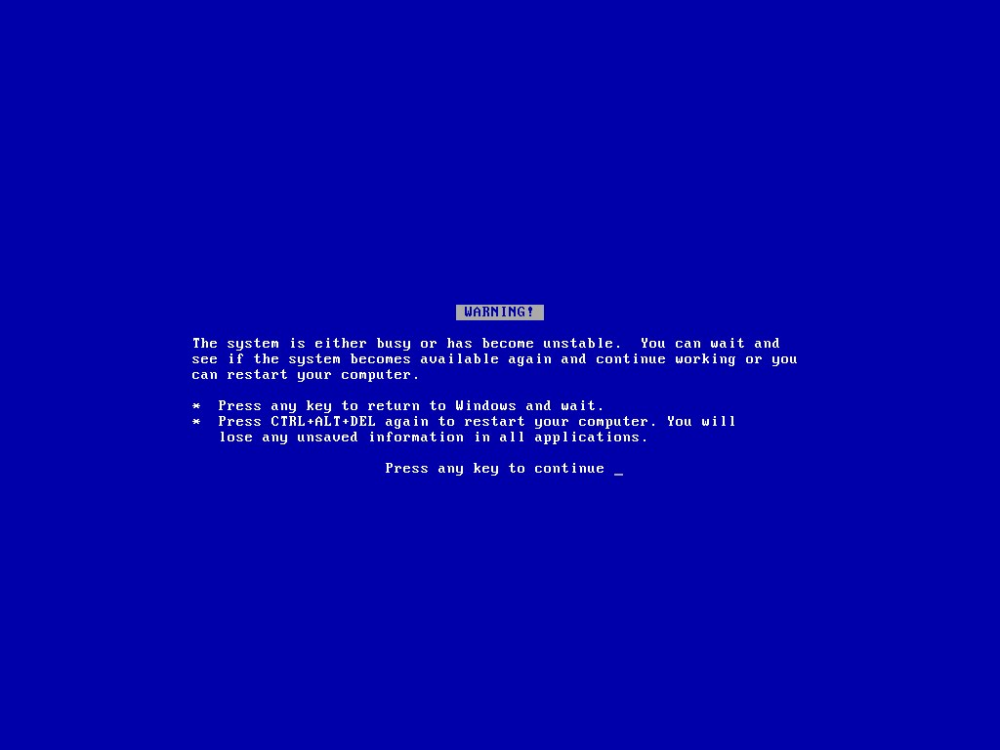 WARNING!
The system is either busy or has become unstable.  You can wait and
see if the system becomes available again and continue working or you
can restart your computer.
*  Press any key to return to Windows and wait.
*  Press CTRL+ALT+DEL again to restart your computer. You will
lose any unsaved information in all applications.
Press any key to continue _